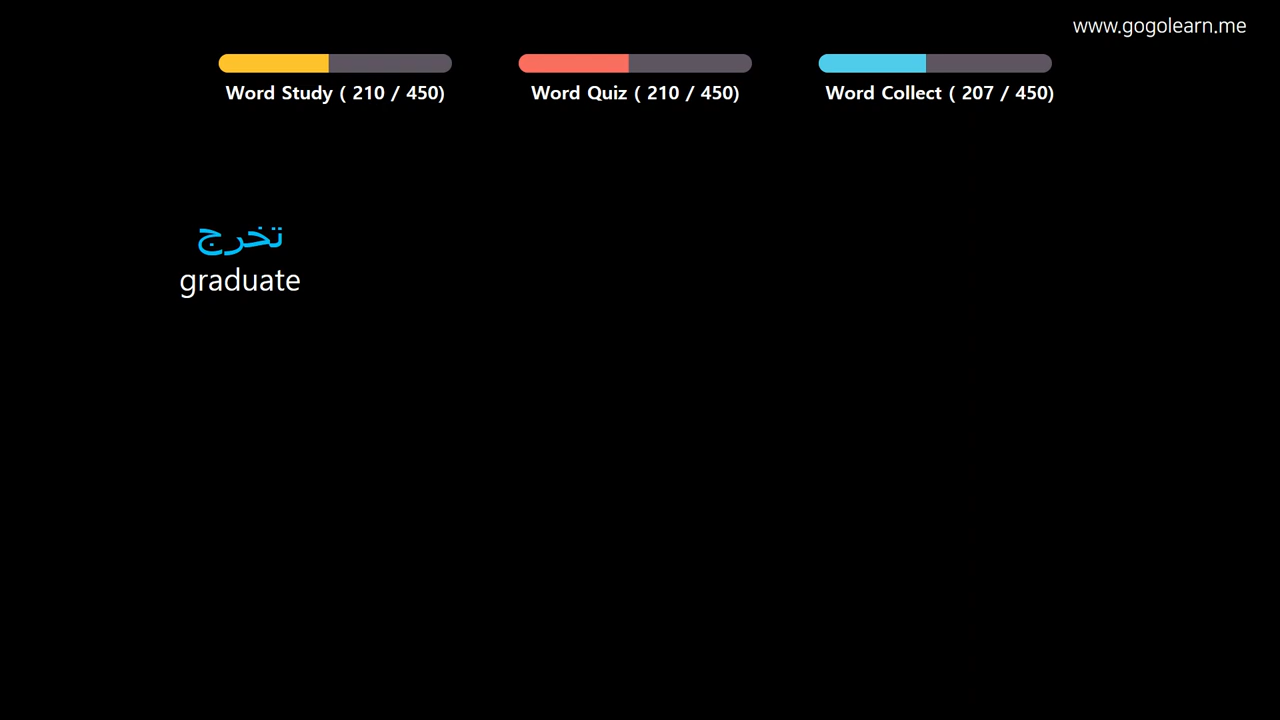 www.gogolearn.me
Word Study ( 210 / 450)
Word Quiz ( 210 / 450)
Word Collect ( 207 / 450)
تخرج
graduate